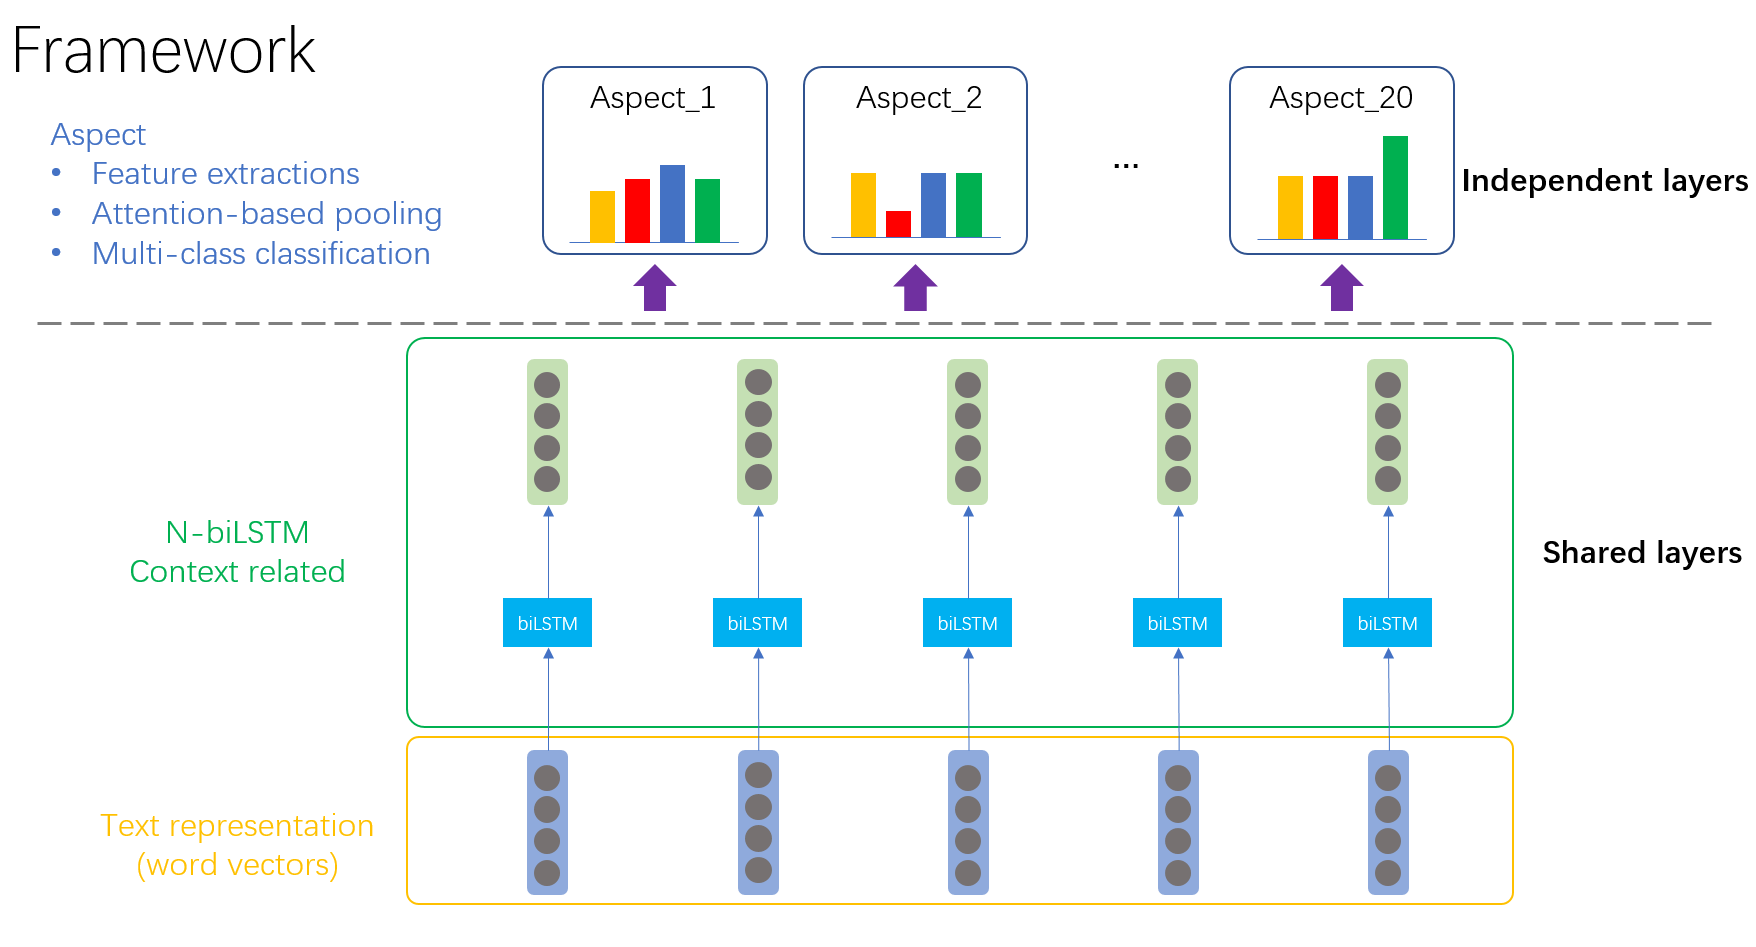 Framework
Aspect
• Feature extractions
• Attention-based pooling
• Multi-class classification
Aspect_1
Aspect_2
...
Aspect_20
Independent layers
N-biLSTM
Context related
biLSTM
biLSTM
biLSTM
biLSTM
biLSTM
Shared layers
Text representation
(word vectors)